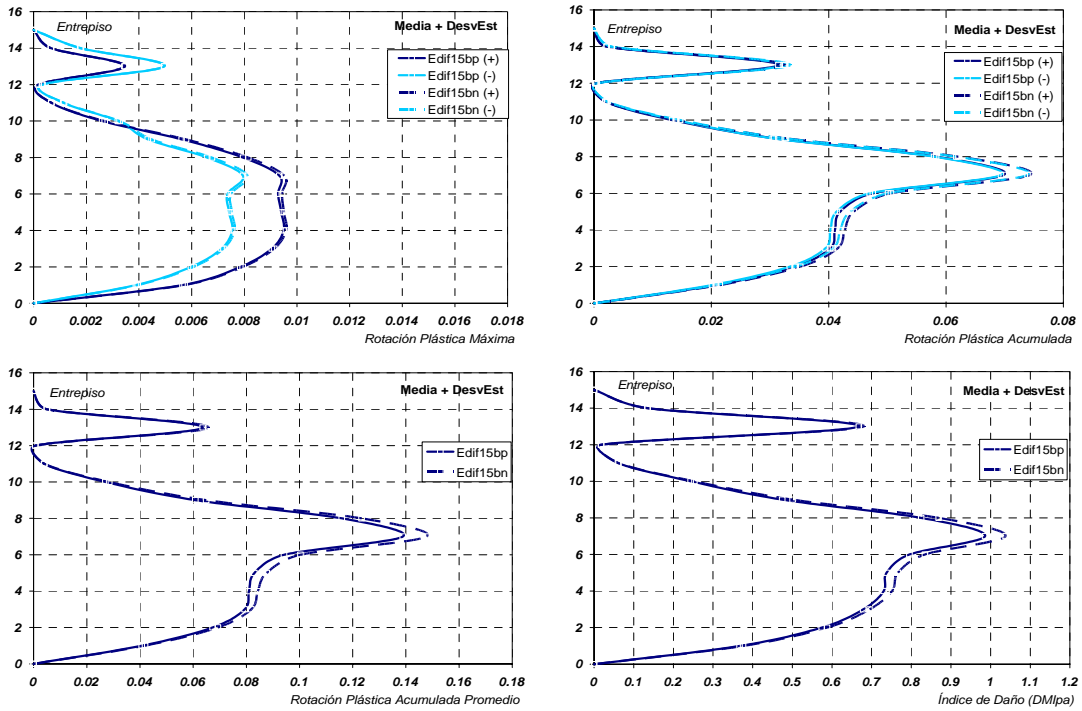 16
14
12
10
8
6
4
2
0
Entrepiso
Media + DesvEst
Edif15bp (+)
Edif15bp (-)
Edif15bn (+)
Edif15bn (-)
0 0.002 0.004 0.006 0.008 0.01 0.012 0.014 0.016 0.018
Rotación Plástica Máxima
16
14
12
10
8
6
4
2
0
Entrepiso
Media + DesvEst
Edif15bp (+)
Edif15bp (-)
Edif15bn (+)
Edif15bn (-)
0 0.02 0.04 0.06 0.08
Rotación Plástica Acumulada
16
14
12
10
8
6
4
2
0
Entrepiso
Media + DesvEst
Edif15bp
Edif15bn
0 0.02 0.04 0.06 0.08 0.1 0.12 0.14 0.16 0.18
Rotación Plástica Acumulada Promedio
16
14
12
10
8
6
4
2
0
Entrepiso
Media + DesvEst
Edif15bp
Edif15bn
0 0.1 0.2 0.3 0.4 0.5 0.6 0.7 0.8 0.9 1 1.1 1.2
Índice de Daño (DMIpa)